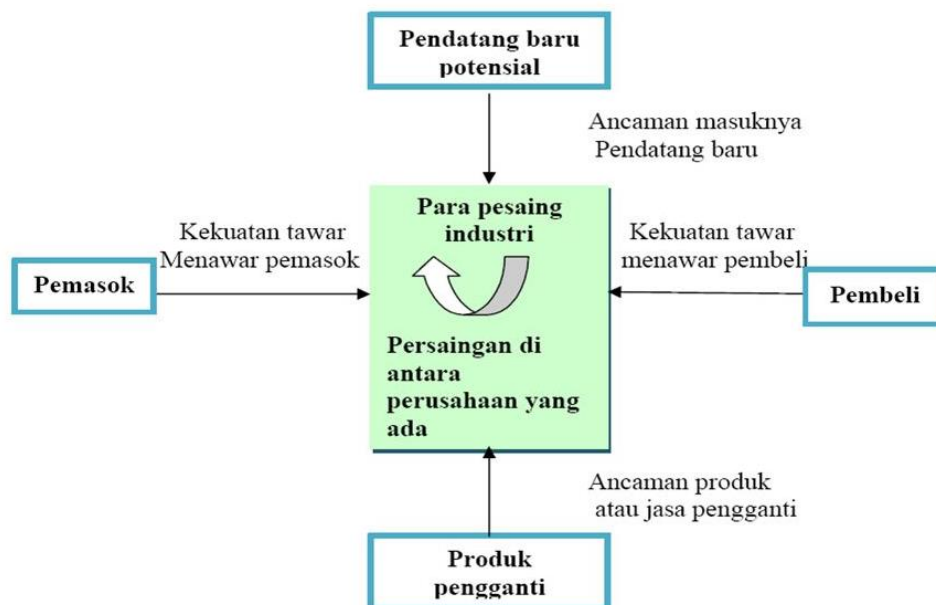 Pendatang baru
potensial
Ancaman masuknya
Pendatang baru
Para pesaing
industri
Kekuatan tawar
Menawar pemasok
Kekuatan tawar
menawar pembeli
Pemasok
Pembeli
Persaingan di
antara
perusahaan yang
ada
Ancaman produk
atau jasa pengganti
Produk
pengganti